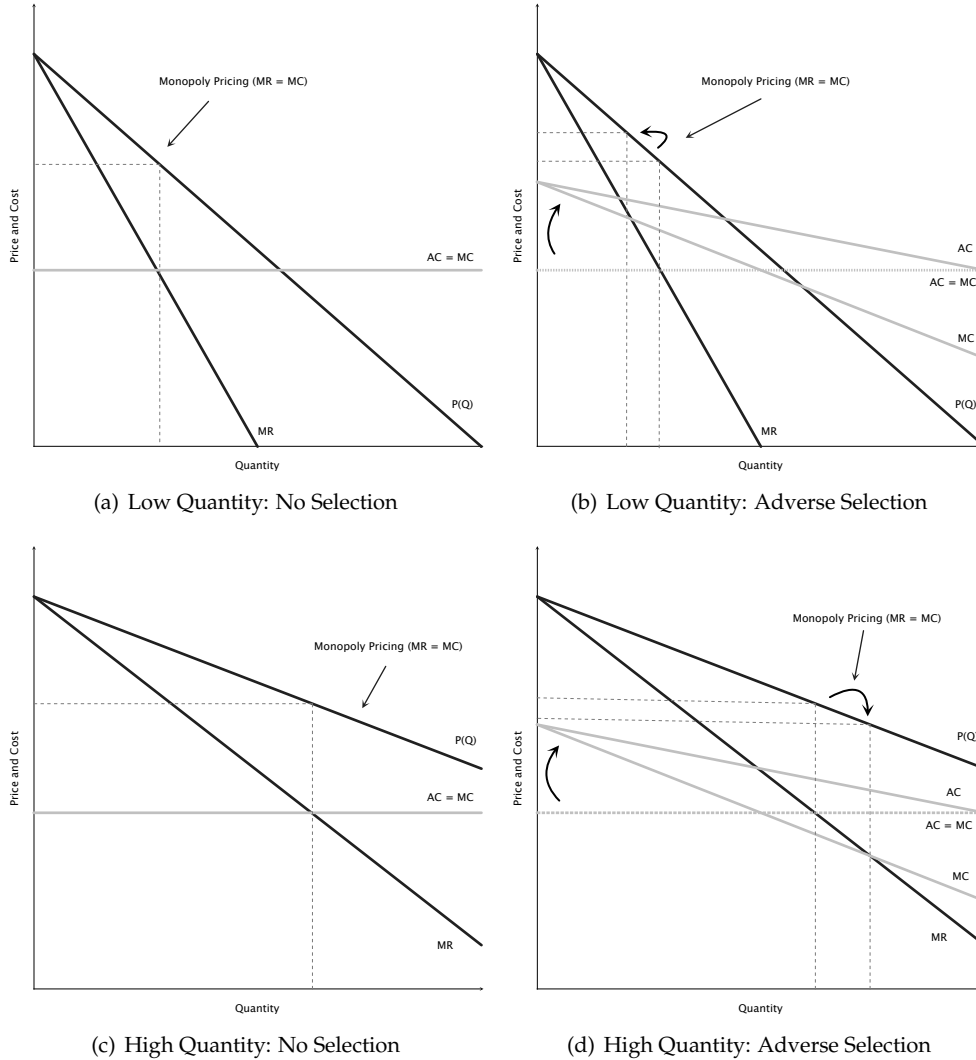 Monopoly Pricing (MR = MC)
Price and Cost
AC = MC
P(Q)
MR
Quantity
(a) Low Quantity: No Selection
Monopoly Pricing (MR = MC)
Price and Cost
AC
AC = MC
MC
P(Q)
MR
Quantity
(b) Low Quantity: Adverse Selection
Monopoly Pricing (MR = MC)
Price and Cost
P(Q)
AC = MC
MR
Quantity
(c) High Quantity: No Selection
Monopoly Pricing (MR = MC)
Price and Cost
P(Q)
AC
AC = MC
MC
MR
Quantity
(d) High Quantity: Adverse Selection